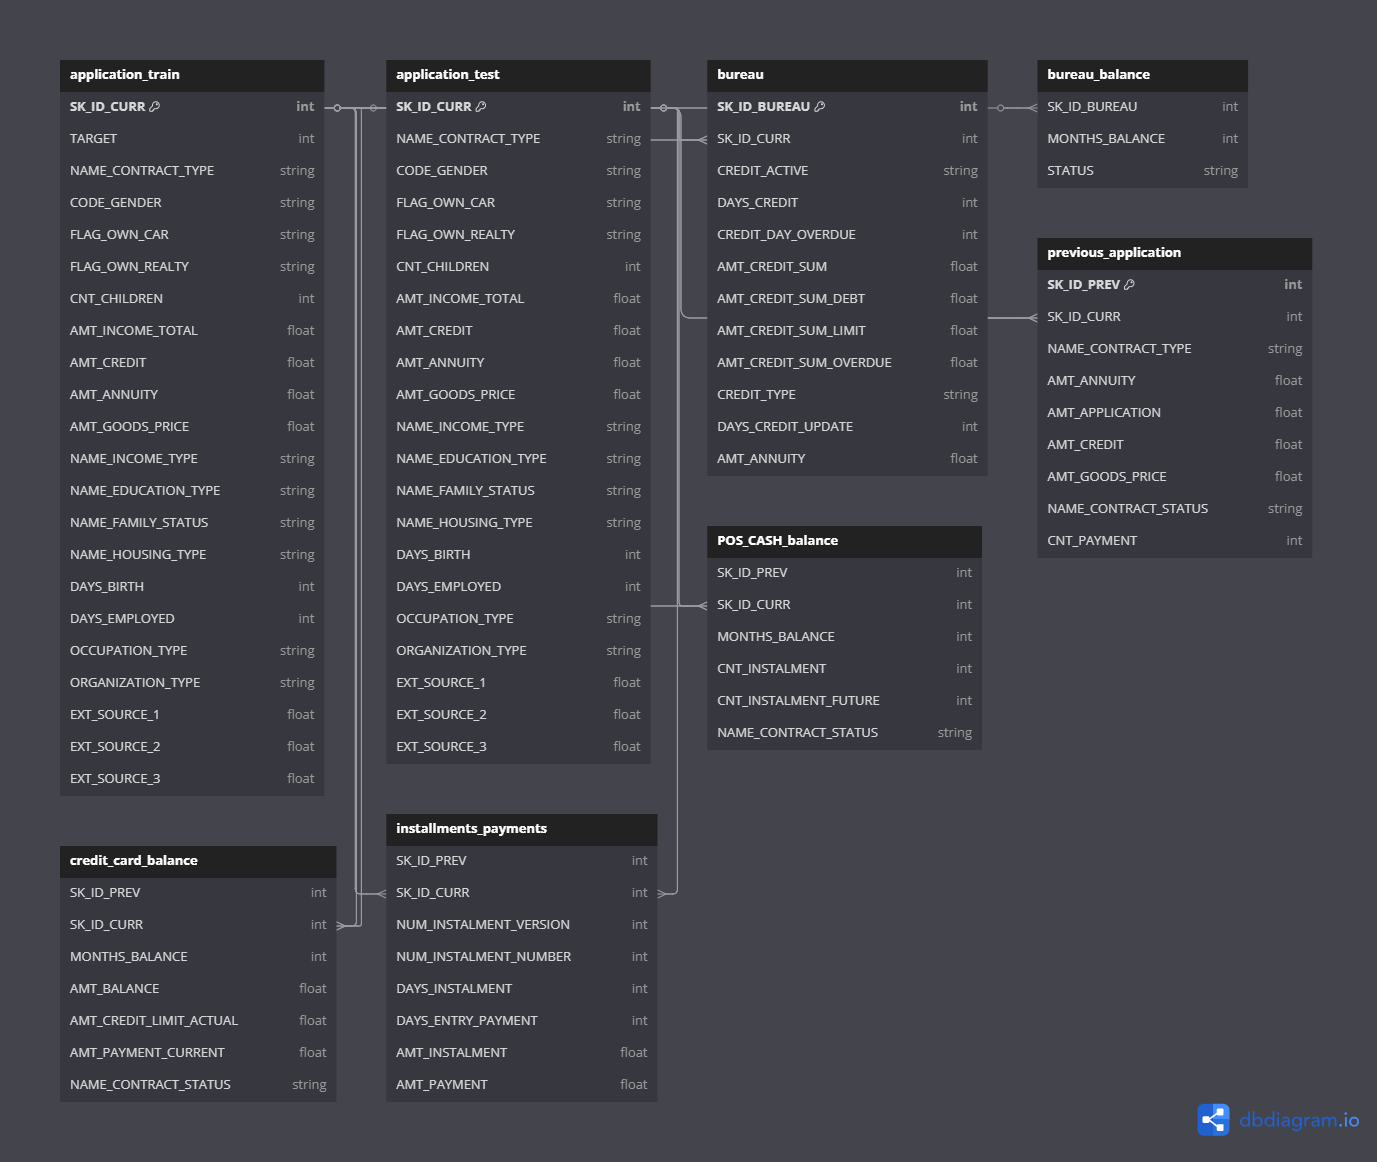 application_train
SK_ID_CURR int
TARGET int
NAME_CONTRACT_TYPE string
CODE_GENDER string
FLAG_OWN_CAR string
FLAG_OWN_REALTY string
CNT_CHILDREN int
AMT_INCOME_TOTAL float
AMT_CREDIT float
AMT_ANNUITY float
AMT_GOODS_PRICE float
NAME_INCOME_TYPE string
NAME_EDUCATION_TYPE string
NAME_FAMILY_STATUS string
NAME_HOUSING_TYPE string
DAYS_BIRTH int
DAYS_EMPLOYED int
OCCUPATION_TYPE string
ORGANIZATION_TYPE string
EXT_SOURCE_1 float
EXT_SOURCE_2 float
EXT_SOURCE_3 float
application_test
SK_ID_CURR int
NAME_CONTRACT_TYPE string
CODE_GENDER string
FLAG_OWN_CAR string
FLAG_OWN_REALTY string
CNT_CHILDREN int
AMT_INCOME_TOTAL float
AMT_CREDIT float
AMT_ANNUITY float
AMT_GOODS_PRICE float
NAME_INCOME_TYPE string
NAME_EDUCATION_TYPE string
NAME_FAMILY_STATUS string
NAME_HOUSING_TYPE string
DAYS_BIRTH int
DAYS_EMPLOYED int
OCCUPATION_TYPE string
ORGANIZATION_TYPE string
EXT_SOURCE_1 float
EXT_SOURCE_2 float
EXT_SOURCE_3 float
bureau
SK_ID_BUREAU int
SK_ID_CURR int
CREDIT_ACTIVE string
DAYS_CREDIT int
CREDIT_DAY_OVERDUE int
AMT_CREDIT_SUM float
AMT_CREDIT_SUM_DEBT float
AMT_CREDIT_SUM_LIMIT float
AMT_CREDIT_SUM_OVERDUE float
CREDIT_TYPE string
DAYS_CREDIT_UPDATE int
AMT_ANNUITY float
bureau_balance
SK_ID_BUREAU int
MONTHS_BALANCE int
STATUS string
previous_application
SK_ID_PREV int
SK_ID_CURR int
NAME_CONTRACT_TYPE string
AMT_ANNUITY float
AMT_APPLICATION float
AMT_CREDIT float
AMT_GOODS_PRICE float
NAME_CONTRACT_STATUS string
CNT_PAYMENT int
POS_CASH_balance
SK_ID_PREV int
SK_ID_CURR int
MONTHS_BALANCE int
CNT_INSTALMENT int
CNT_INSTALMENT_FUTURE int
NAME_CONTRACT_STATUS string
credit_card_balance
SK_ID_PREV int
SK_ID_CURR int
MONTHS_BALANCE int
AMT_BALANCE float
AMT_CREDIT_LIMIT_ACTUAL float
AMT_PAYMENT_CURRENT float
NAME_CONTRACT_STATUS string
installments_payments
SK_ID_PREV int
SK_ID_CURR int
NUM_INSTALMENT_VERSION int
NUM_INSTALMENT_NUMBER int
DAYS_INSTALMENT int
DAYS_ENTRY_PAYMENT int
AMT_INSTALMENT float
AMT_PAYMENT float
dbdiagram.io